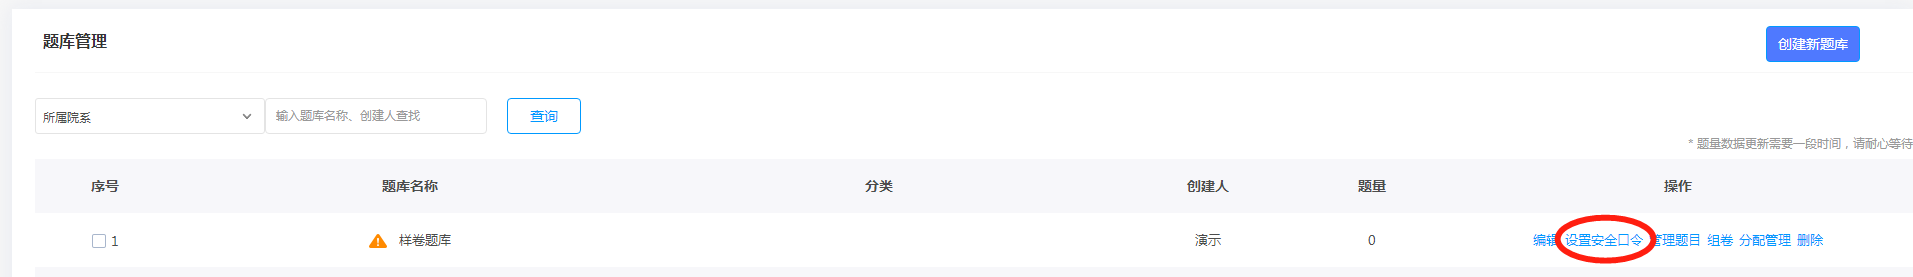 题库管理
创建新题库
所属院系 输入题库名称、创建人查找 查询
* 题量数据更新需要一段时间，请耐心等待
序号 题库名称 分类 创建人 题量 操作
1 样卷题库 演示 0 编辑 设置安全口令 管理题目 组卷 分配管理 删除